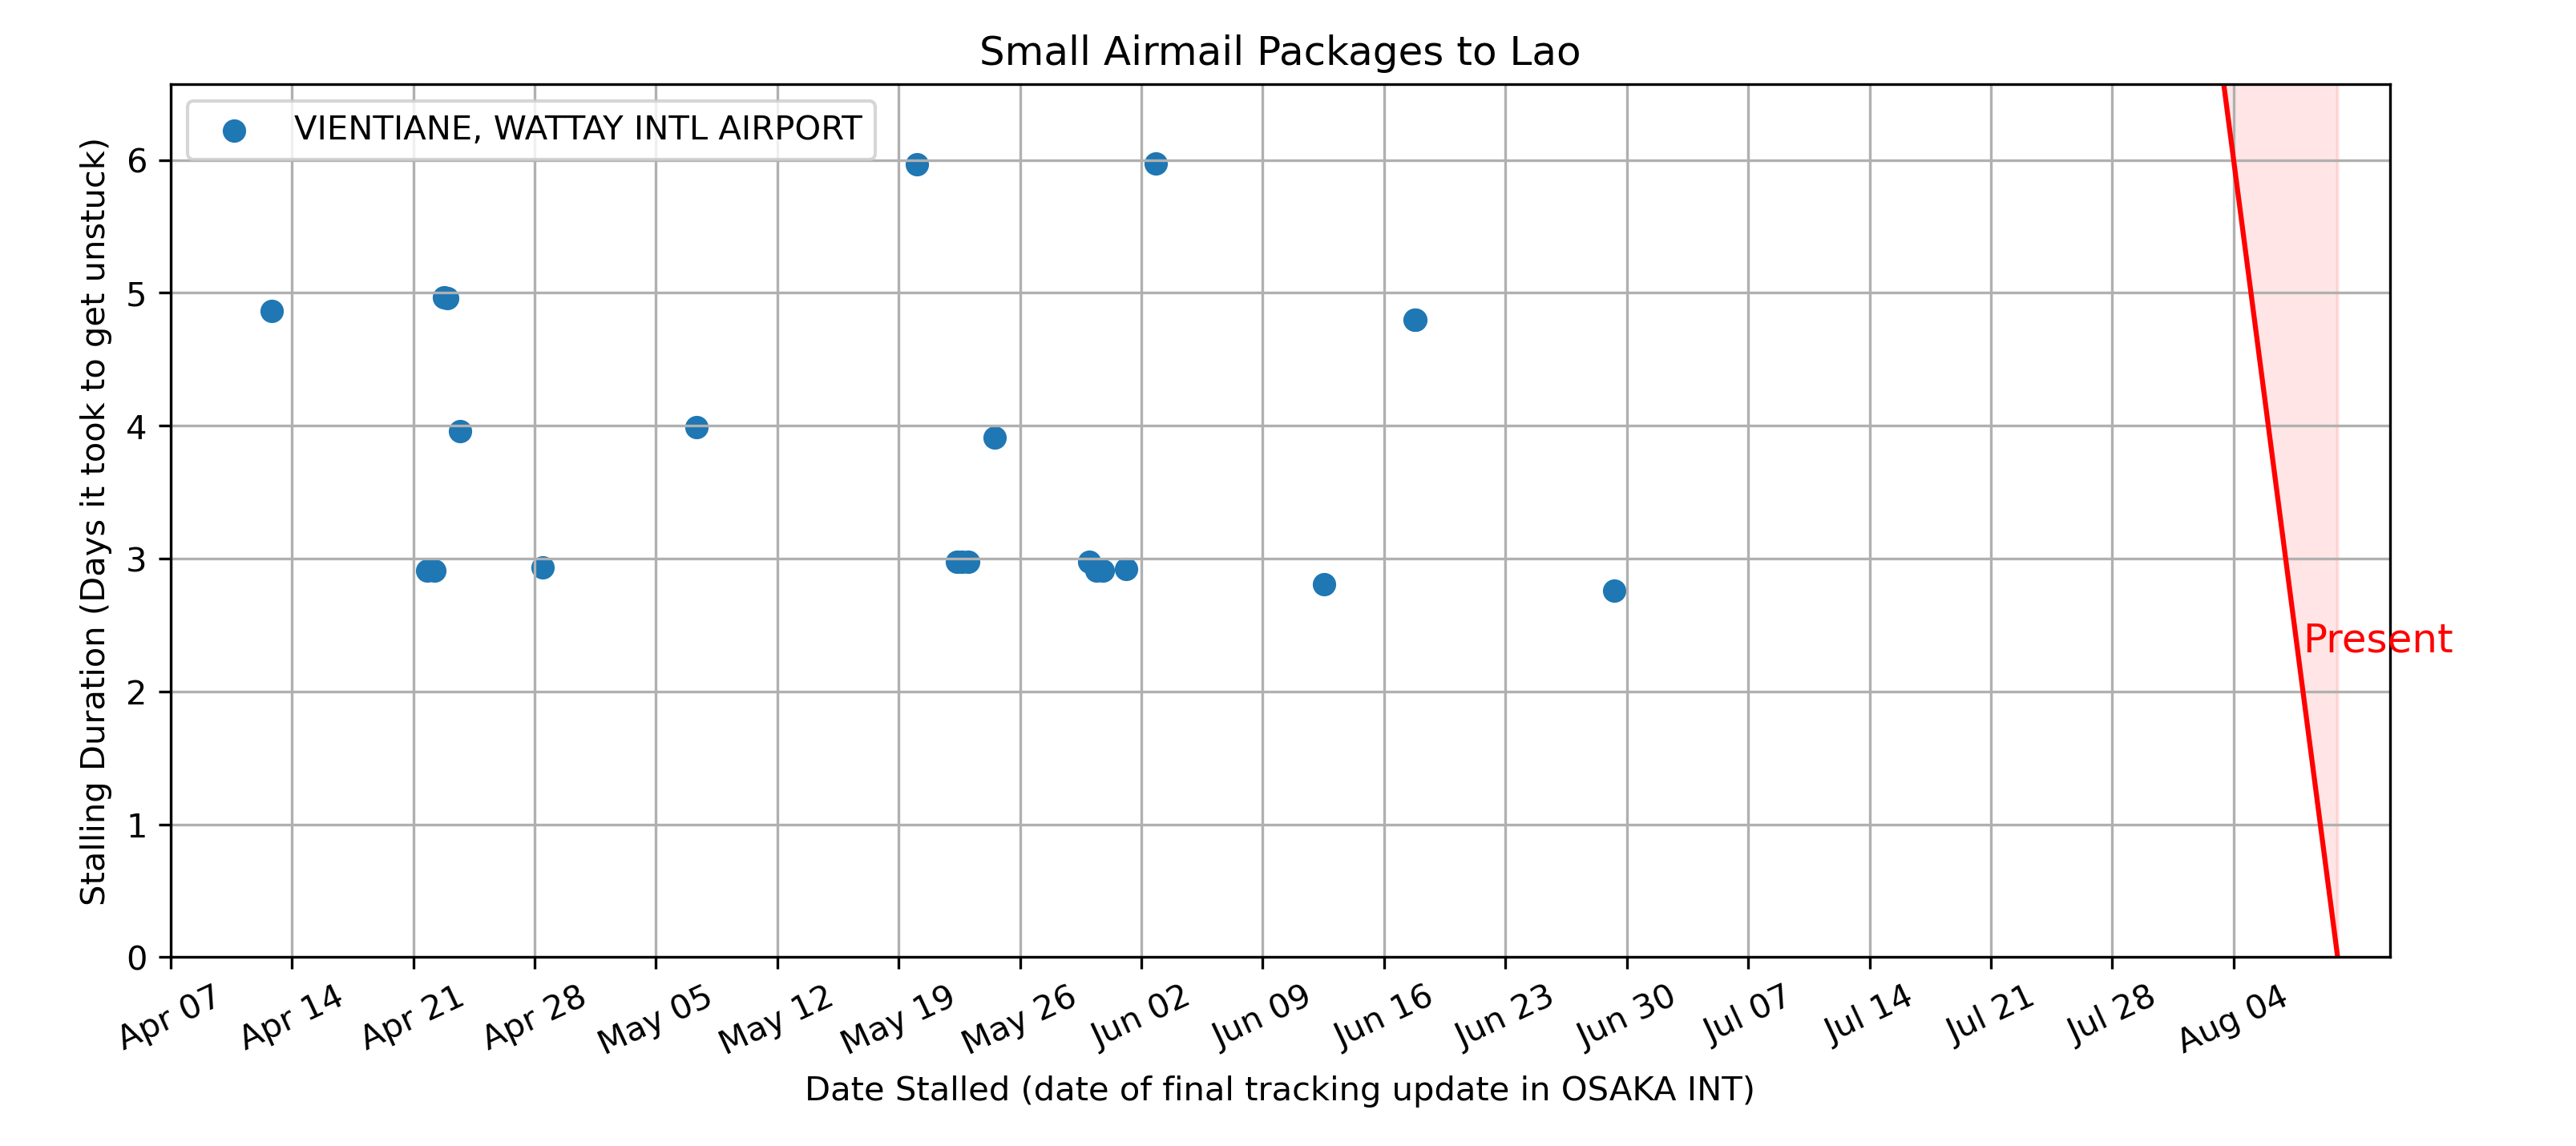 Small Airmail Packages to Lao
VIENTIANE, WATTAY INTL AIRPORT
Stalling Duration (Days it took to get unstuck)
6
5
4
3
2
1
0
Present
Apr 07
Apr 14
Apr 21
Apr 28
May 05
May 12
May 19
May 26
Jun 02
Jun 09
Jun 16
Jun 23
Jun 30
Jul 07
Jul 14
Jul 21
Jul 28
Aug 04
Date Stalled (date of final tracking update in OSAKA INT)